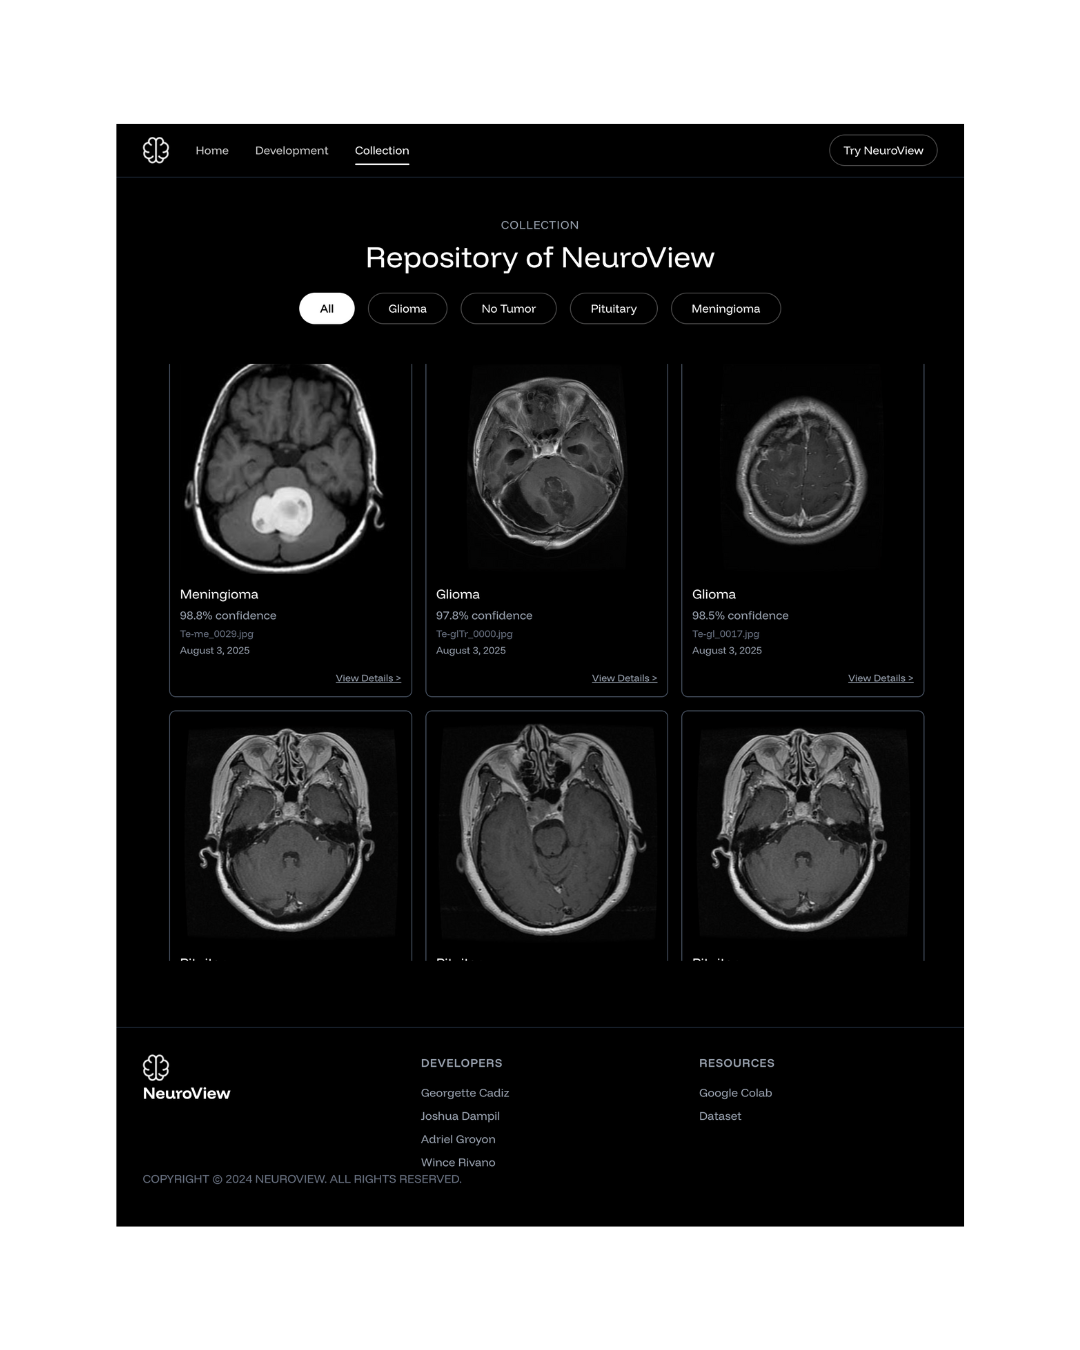 Home Development Collection Try NeuroView
COLLECTION
Repository of NeuroView
All Glioma No Tumor Pituitary Meningioma
Meningioma
98.8% confidence
Te-me_0029.jpg
August 3, 2025
View Details >
Glioma
97.8% confidence
Te-glTr_0000.jpg
August 3, 2025
View Details >
Glioma
98.5% confidence
Te-gl_0017.jpg
August 3, 2025
View Details >
NeuroView
DEVELOPERS
Georgette Cadiz
Joshua Dampil
Adriel Groyon
Wince Rivano
RESOURCES
Google Colab
Dataset
COPYRIGHT © 2024 NEUROVIEW. ALL RIGHTS RESERVED.